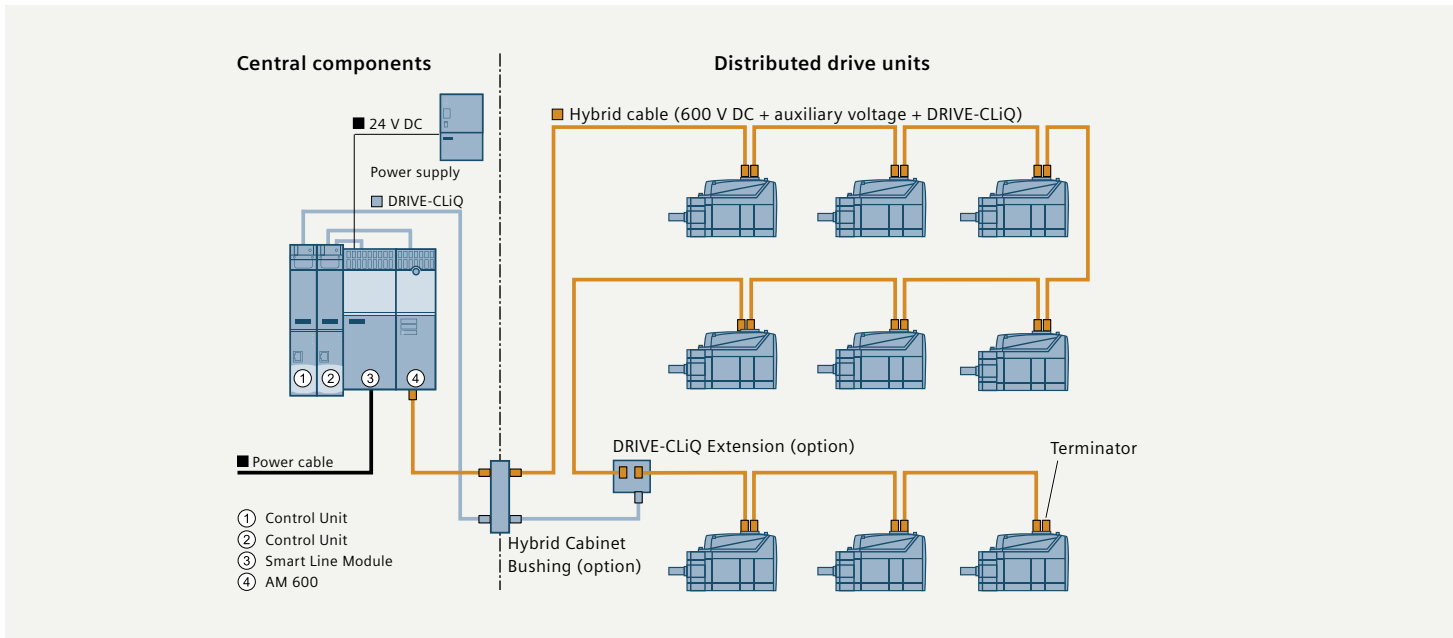 Central components
Distributed drive units
24 V DC
Hybrid cable (600 V DC + auxiliary voltage + DRIVE-CLiQ)
Power supply
DRIVE-CLiQ
1 2 3 4
Power cable
DRIVE-CLiQ Extension (option)
Terminator
1 Control Unit
2 Control Unit
3 Smart Line Module
4 AM 600
Hybrid Cabinet
Bushing (option)